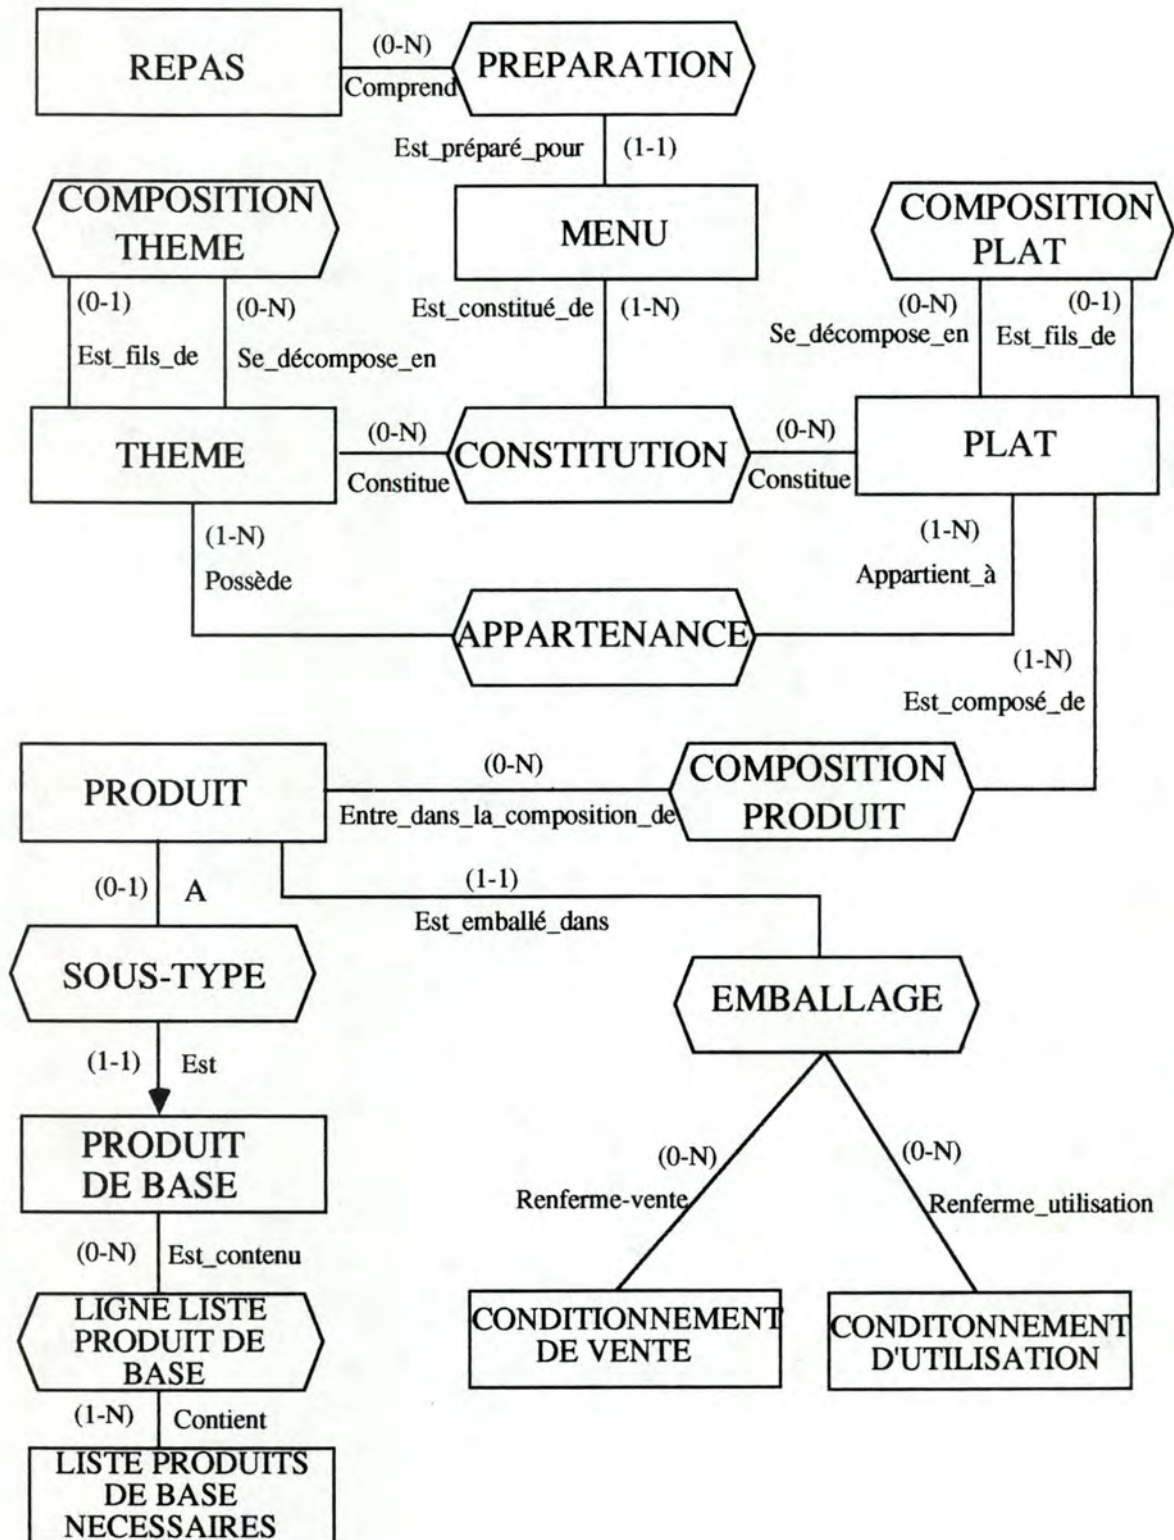 REPAS
(0-N)
Comprend
PREPARATION
Est_préparé_pour
(1-1)
COMPOSITION
THEME
MENU
COMPOSITION
PLAT
(0-1)
Est_fils_de
(0-N)
Se_décompose_en
Est_constitué_de
(1-N)
(0-N)
Se_décompose_en
(0-1)
Est_fils_de
THEME
(0-N)
Constitue
CONSTITUTION
(0-N)
Constitue
PLAT
(1-N)
Possède
(1-N)
Appartient_à
APPARTENANCE
(1-N)
Est_composé_de
PRODUIT
(0-N)
Entre_dans_la_composition_de
COMPOSITION
PRODUIT
(0-1)
A
(1-1)
Est_emballé_dans
SOUS-TYPE
EMBALLAGE
(1-1)
Est
PRODUIT
DE BASE
(0-N)
Renferme-vente
(0-N)
Renferme_utilisation
(0-N)
Est_contenu
LIGNE LISTE
PRODUIT DE
BASE
CONDITIONNEMENT
DE VENTE
CONDITONNEMENT
D'UTILISATION
(1-N)
Contient
LISTE PRODUITS
DE BASE
NECESSAIRES